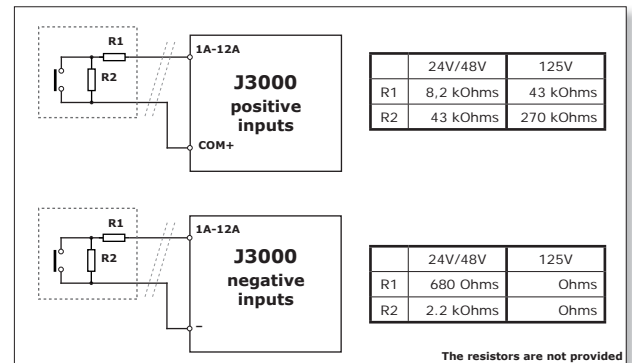 R1
R2
1A-12A
J3000
positive
inputs
COM+
24V/48V 125V
R1 8,2 kOhms 43 kOhms
R2 43 kOhms 270 kOhms
R1
R2
1A-12A
J3000
negative
inputs
–
24V/48V 125V
R1 680 Ohms Ohms
R2 2.2 kOhms Ohms
The resistors are not provided